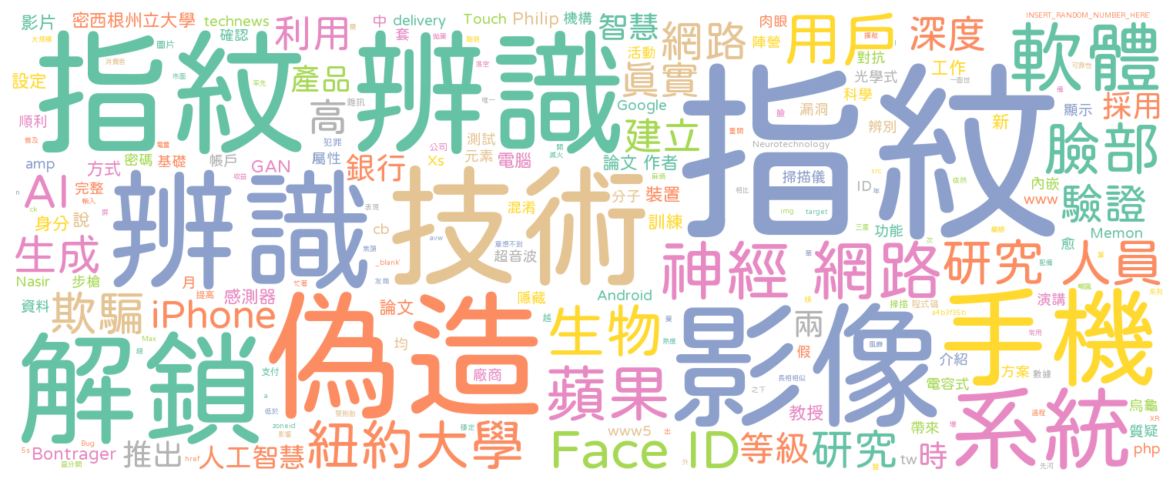 影片
密西根州立大學
technews
確認
利用
中
套
delivery
Touch
Philip
機構
智慧
活動
網路
肉眼
陣營
用戶
對抗
深度
INSERT_RANDOM_NUMBER_HERE
軟體
設定
指紋
辨識
產品
高
真實
Google
光學式
工作
科學
顯示
採用
順利
建立
測試
元素
漏洞
辨別
新
臉部
Neurotechnology
amp
方式
密碼
基礎
帳戶
GAN
屬性
銀行
Xs
電腦
論文
作者
指紋
掃描儀
ID
內嵌
www
驗證
AI
完整
身分
說
辨識
技術
混淆
cb
分子
裝置
訓練
img
target
功能
Memon
生成
Nasir
步槍
月
超音波
神經
網路
研究
人員
愈
資料
感測器
隱藏
Android
演講
欺騙
iPhone
偽造
論文
均
生物
影像
兩
假
手機
解鎖
廠商
蘋果
介紹
電容式
方案
數據
教授
帶來
系統
烏龜
質疑
php
zoneid
Bontrager
Bug
推出
href
人工智慧
紐約大學
Face ID
www5
等級
研究
tw
時